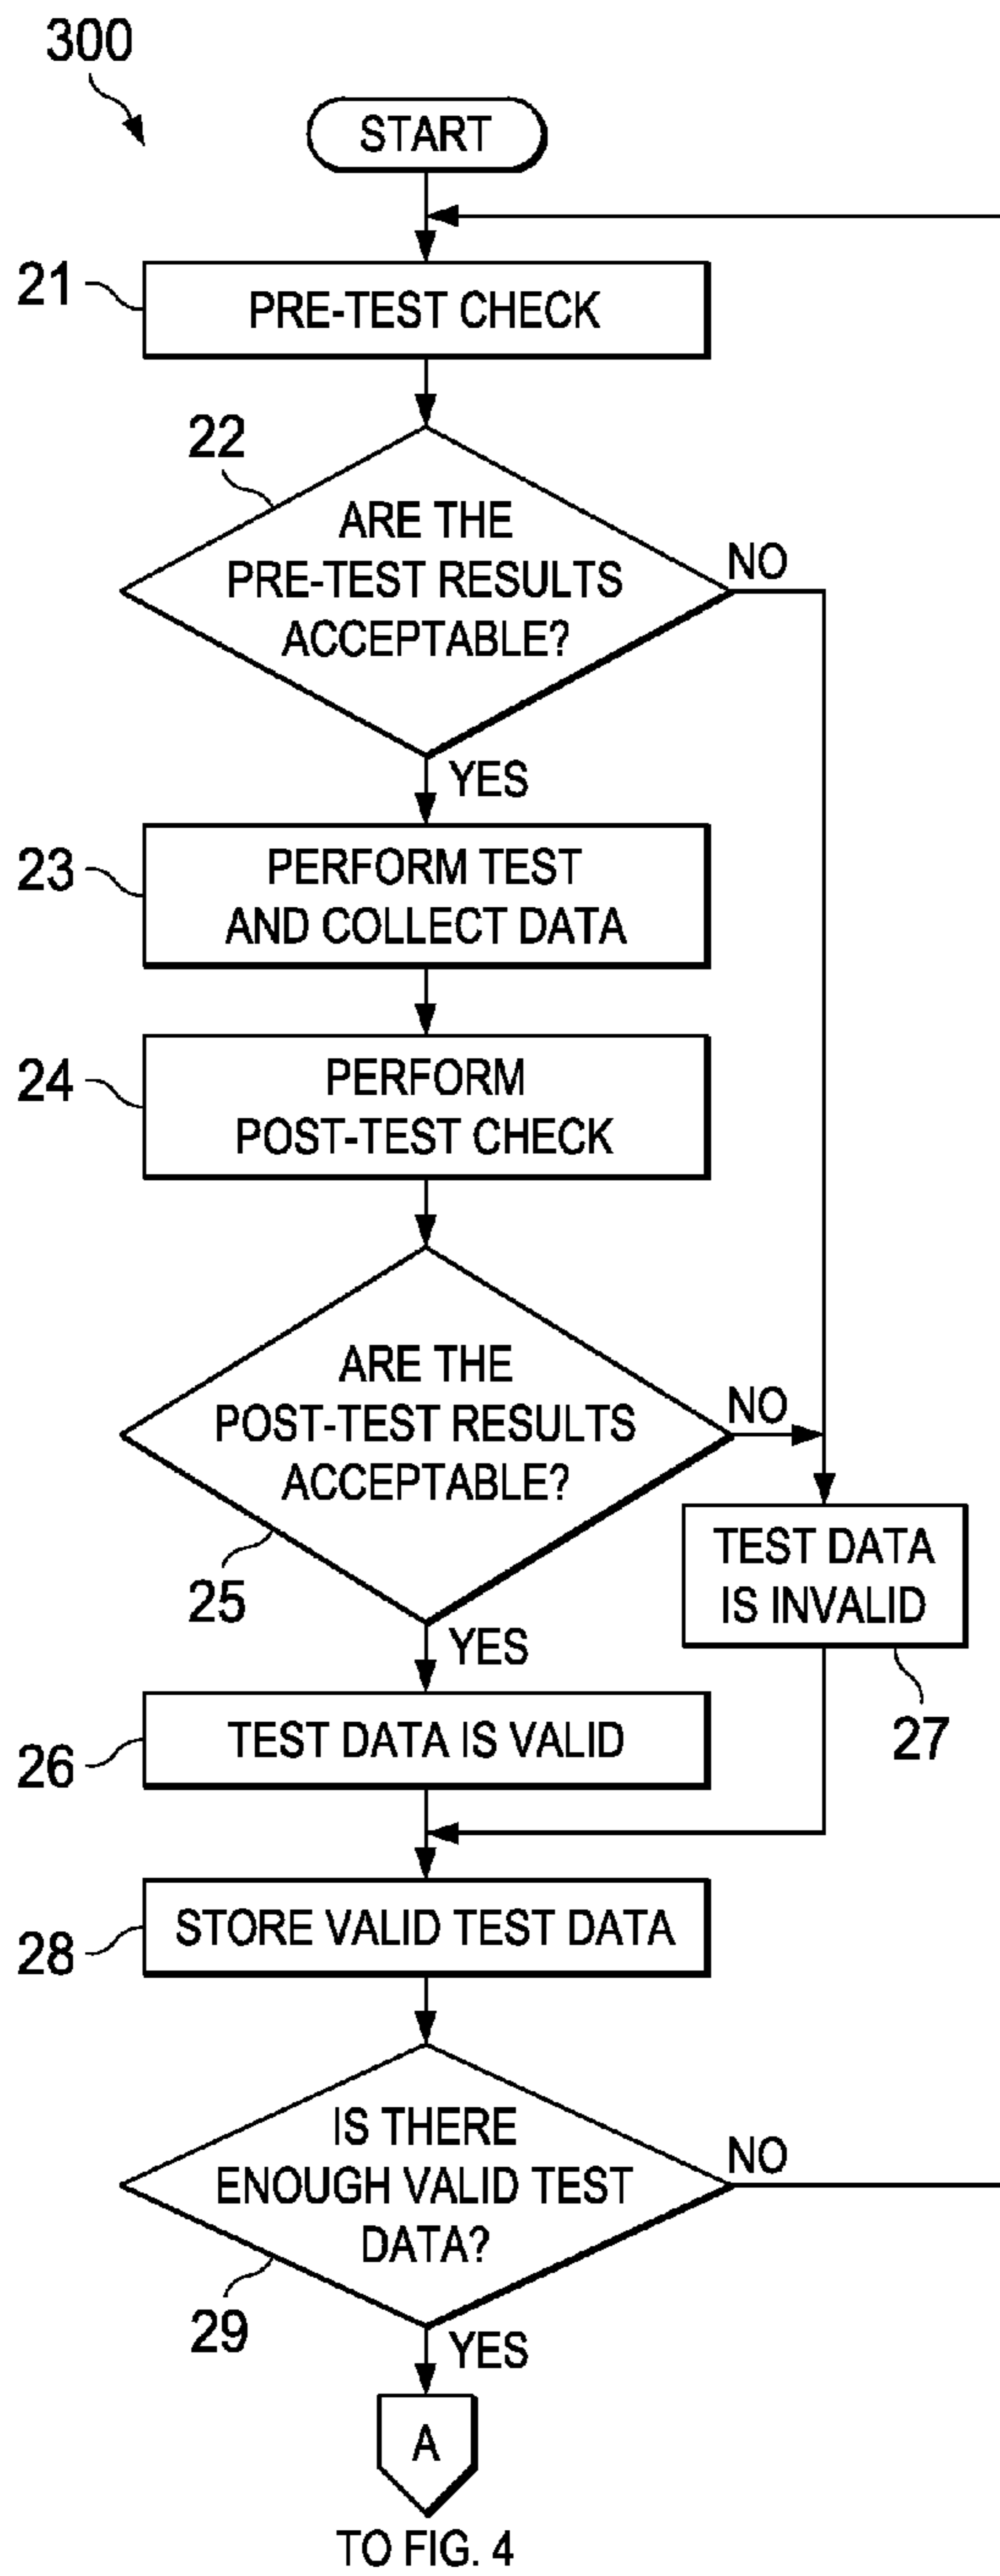 300
START
21
PRE-TEST CHECK
22
ARE THE
PRE-TEST RESULTS
ACCEPTABLE?
NO
YES
23
PERFORM TEST
AND COLLECT DATA
24
PERFORM
POST-TEST CHECK
ARE THE
POST-TEST RESULTS
ACCEPTABLE?
NO
25
YES
TEST DATA
IS INVALID
27
26
TEST DATA IS VALID
28
STORE VALID TEST DATA
IS THERE
ENOUGH VALID TEST
DATA?
NO
29
YES
A
TO FIG. 4